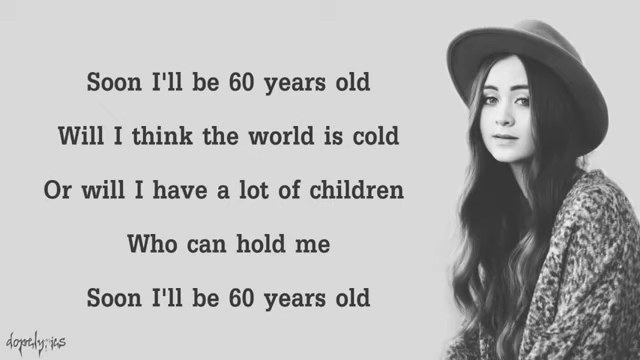 Soon I'll be 60 years old
Will I think the world is cold
Or will I have a lot of children
Who can hold me
Soon I'll be 60 years old
dopelyrics